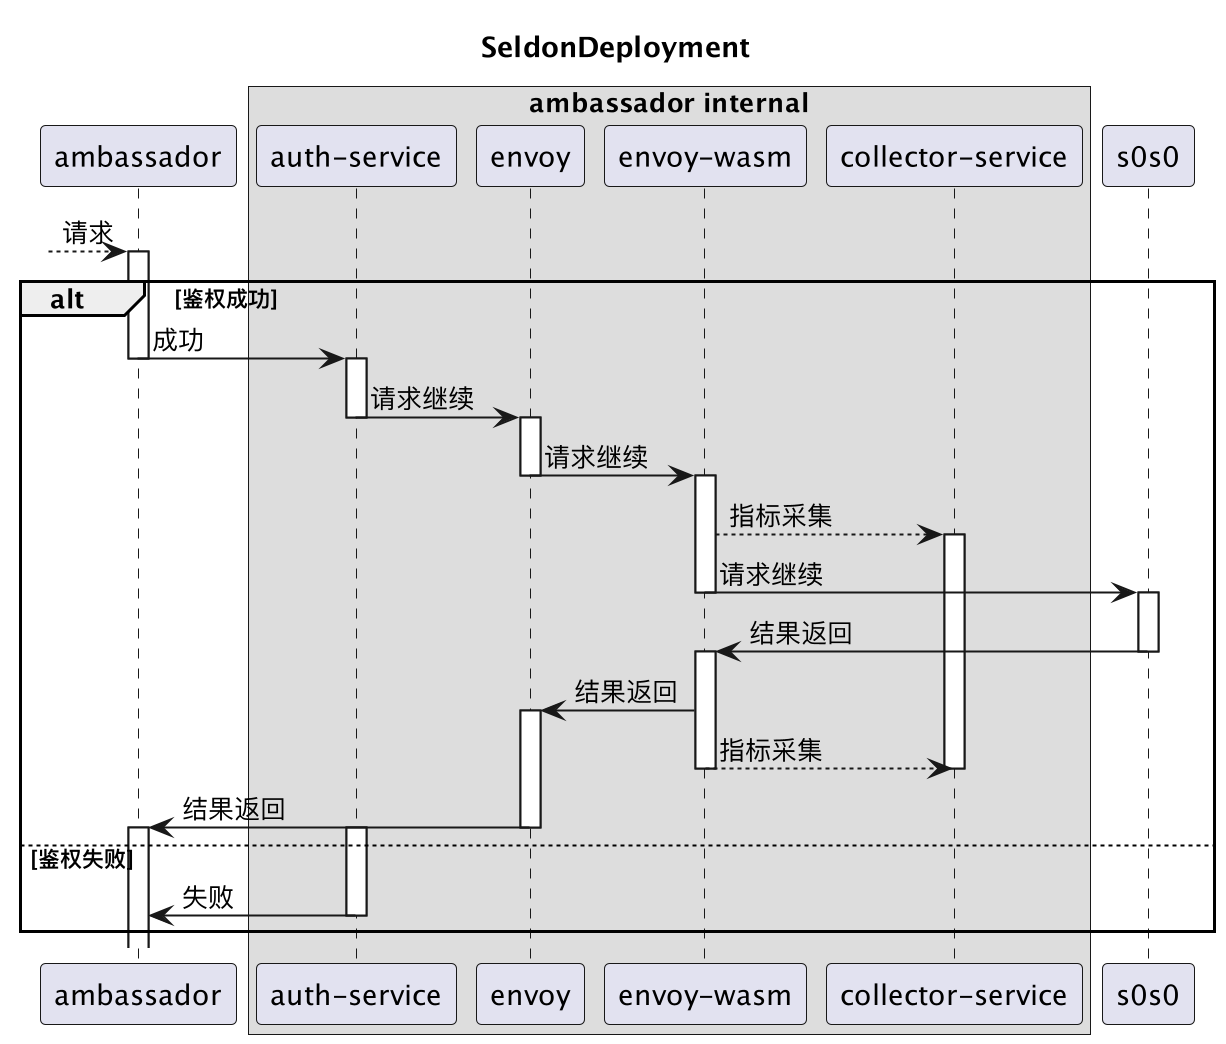 SeldonDeployment
ambassador internal
ambassador auth-service envoy envoy-wasm collector-service s0s0
请求
alt [鉴权成功]
成功
请求继续
请求继续
指标采集
请求继续
结果返回
结果返回
指标采集
结果返回
[鉴权失败]
失败
ambassador auth-service envoy envoy-wasm collector-service s0s0